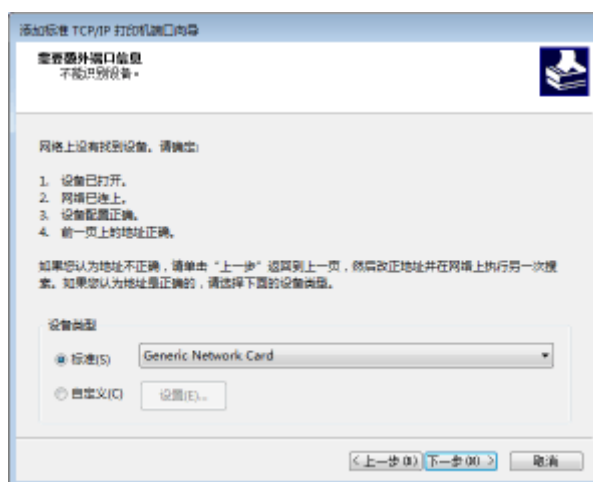 添加标准 TCP/IP 打印机端口向导
需要额外端口信息
不能识别设备。
网络上没有找到设备。请确定:
1. 设备已打开。
2. 网络已连上。
3. 设备配置正确。
4. 前一页上的地址正确。
如果您认为地址不正确，请单击“上一步”返回到上一页，然后改正地址并在网络上执行另一次搜
索。如果您认为地址是正确的，请选择下面的设备类型。
设备类型
标准(S)
Generic Network Card
自定义(C)
设置(E)...
< 上一步(B)
下一步(N) >
取消